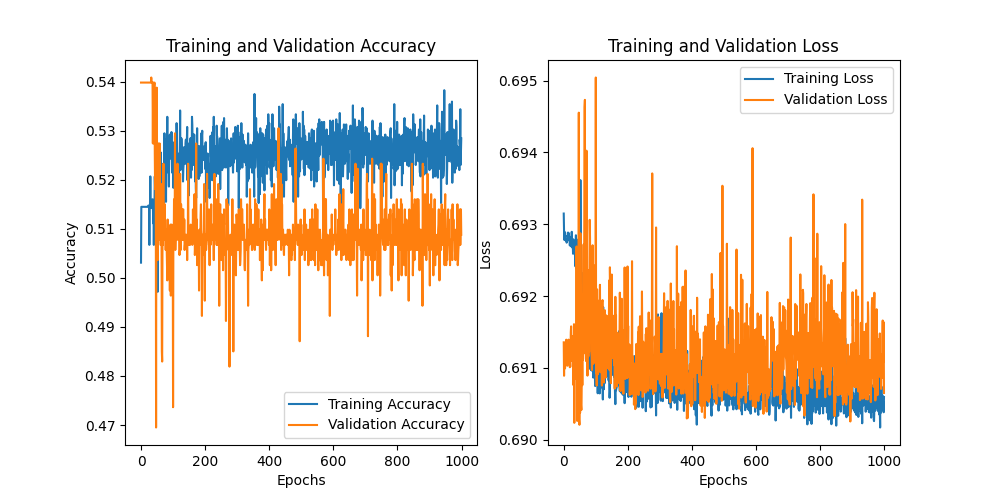 Training and Validation Accuracy
0.54
0.53
0.52
0.51
0.50
0.49
0.48
0.47
Accuracy
0
200
400
600
800
1000
Epochs
Training Accuracy
Validation Accuracy
Training and Validation Loss
0.695
0.694
0.693
0.692
0.691
0.690
Loss
0
200
400
600
800
1000
Epochs
Training Loss
Validation Loss